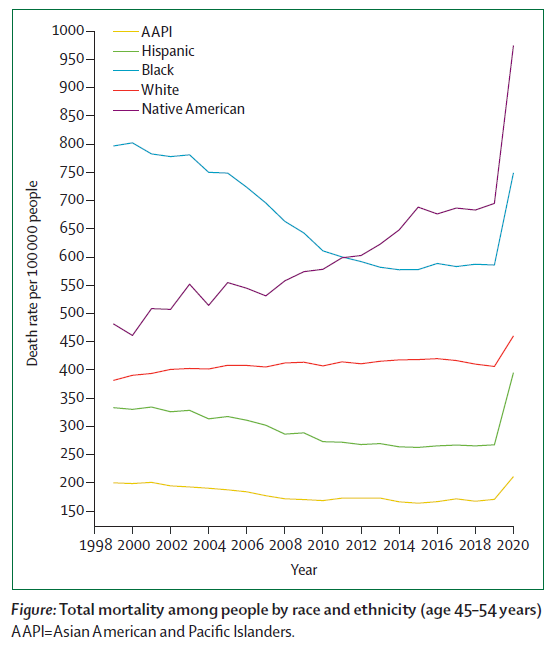 1000
950
900
850
800
750
700
650
600
550
500
450
400
350
300
250
200
150
Death rate per 100 000 people
AAPI
Hispanic
Black
White
Native American
1998 2000 2002 2004 2006 2008 2010 2012 2014 2016 2018 2020
Year
Figure: Total mortality among people by race and ethnicity (age 45–54 years)
AAPI=Asian American and Pacific Islanders.